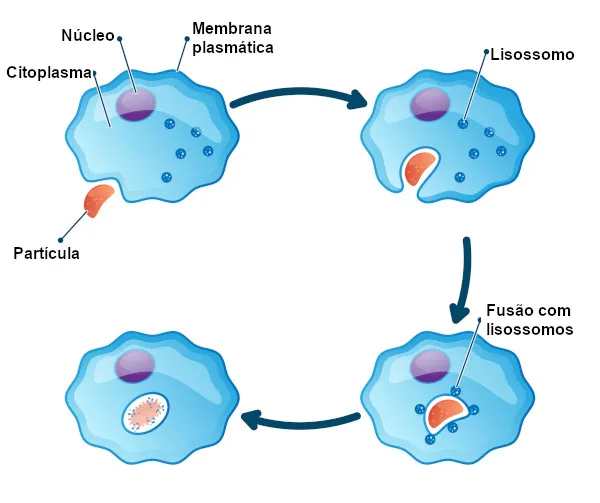 Núcleo
Membrana
plasmática
Citoplasma
Lisossomo
Partícula
Fusão com
lisossomos